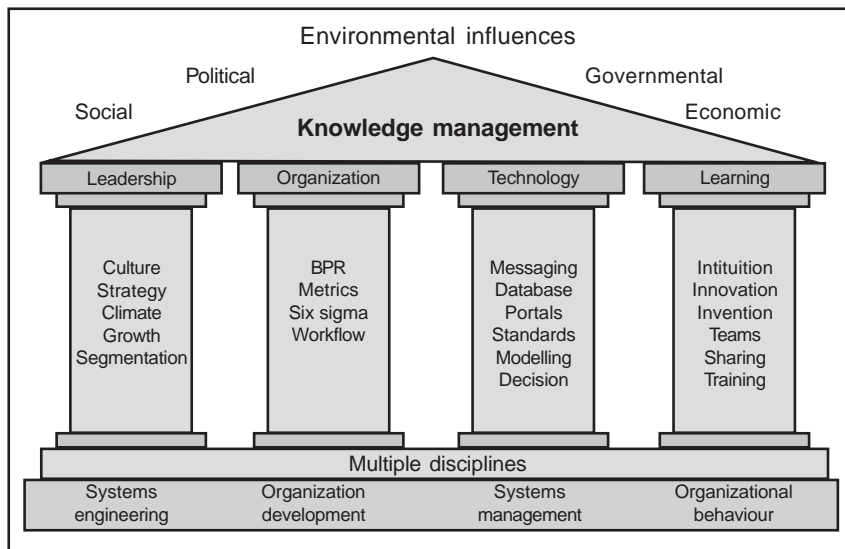 Environmental influences
Political
Governmental
Social
Economic
Knowledge management
Leadership
Organization
Technology
Learning
Culture
Strategy
Climate
Growth
Segmentation
BPR
Metrics
Six sigma
Workflow
Messaging
Database
Portals
Standards
Modelling
Decision
Intituition
Innovation
Invention
Teams
Sharing
Training
Multiple disciplines
Systems
engineering
Organization
development
Systems
management
Organizational
behaviour